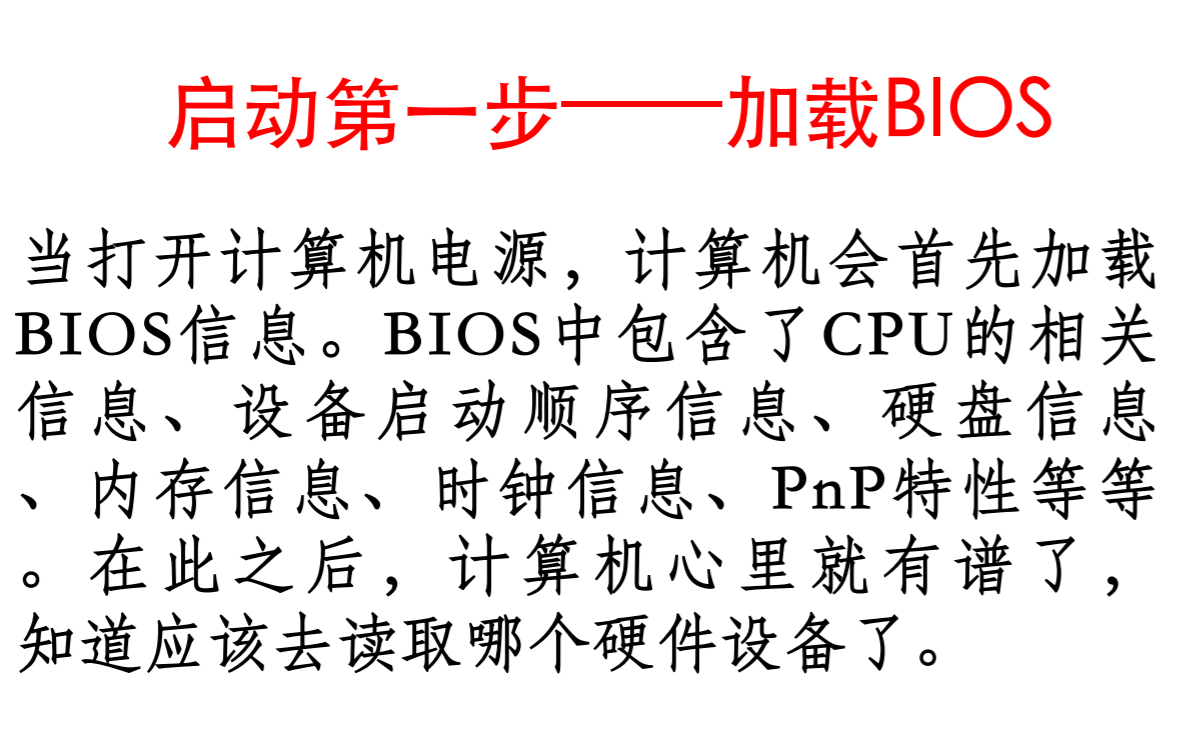 启动第一步——加载BIOS
当打开计算机电源，计算机会首先加载
BIOS信息。BIOS中包含了CPU的相关
信息、设备启动顺序信息、硬盘信息
、内存信息、时钟信息、PnP特性等等
。在此之后，计算机心里就有谱了，
知道应该去读取哪个硬件设备了。